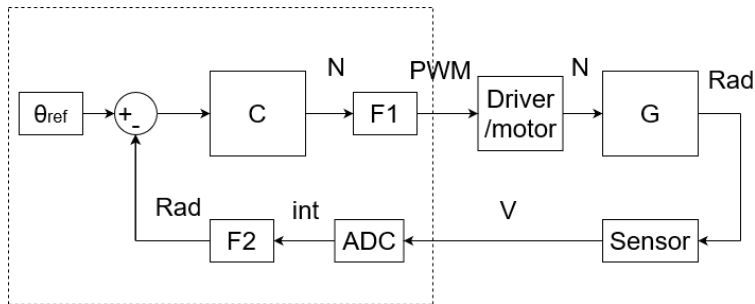 N
PWM
N
Rad
θref
+
-
C
F1
Driver
/motor
G
Rad
int
V
F2
ADC
Sensor